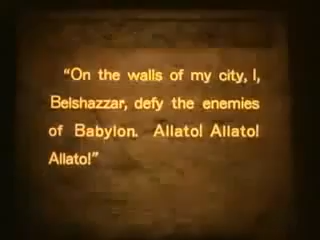 “On the walls of my city, I,
Belshazzar, defy the enemies
of Babylon. Allato! Allato!
Allato!”